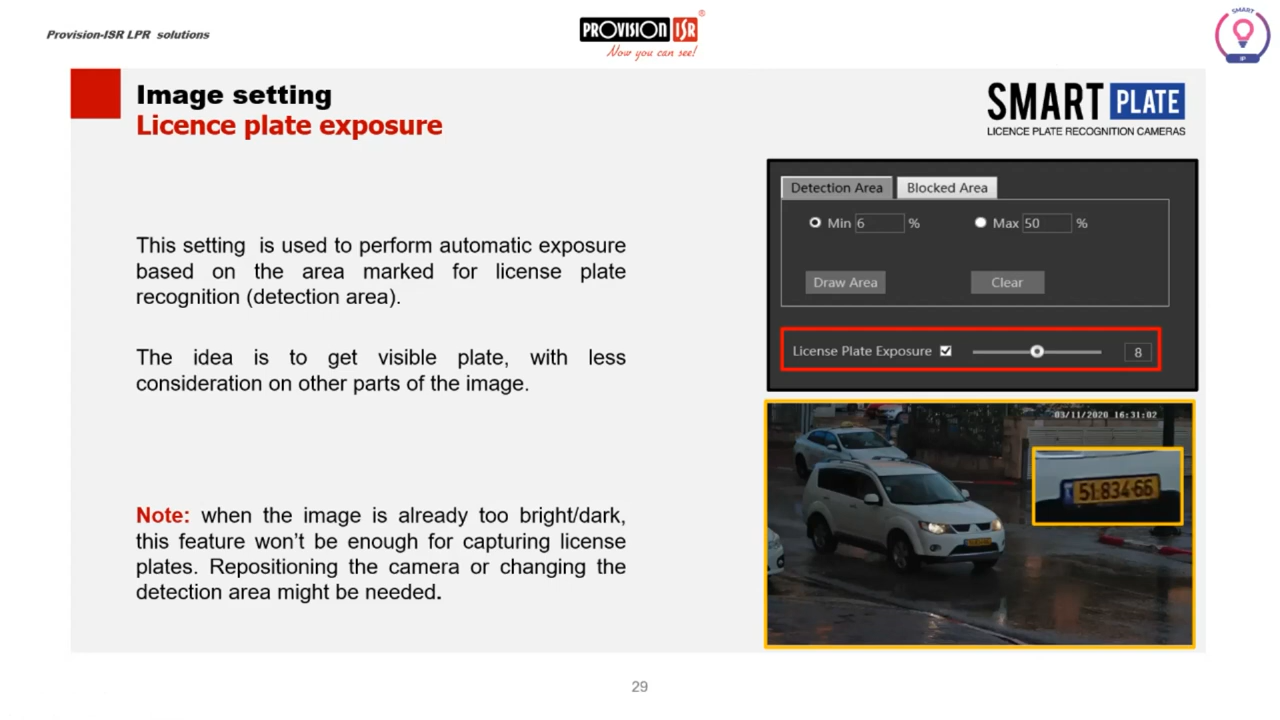 Provision-ISR LPR solutions
PROVISION ISR ®
Now you can see!
SMART
IP
Image setting
Licence plate exposure
SMART PLATE
LICENCE PLATE RECOGNITION CAMERAS
This setting is used to perform automatic exposure
based on the area marked for license plate
recognition (detection area).
The idea is to get visible plate, with less
consideration on other parts of the image.
Note: when the image is already too bright/dark,
this feature won't be enough for capturing license
plates. Repositioning the camera or changing the
detection area might be needed.
Detection Area Blocked Area
Min 6 % Max 50 %
Draw Area Clear
License Plate Exposure 8
03/11/2020 16:31:02
51·834·66
29